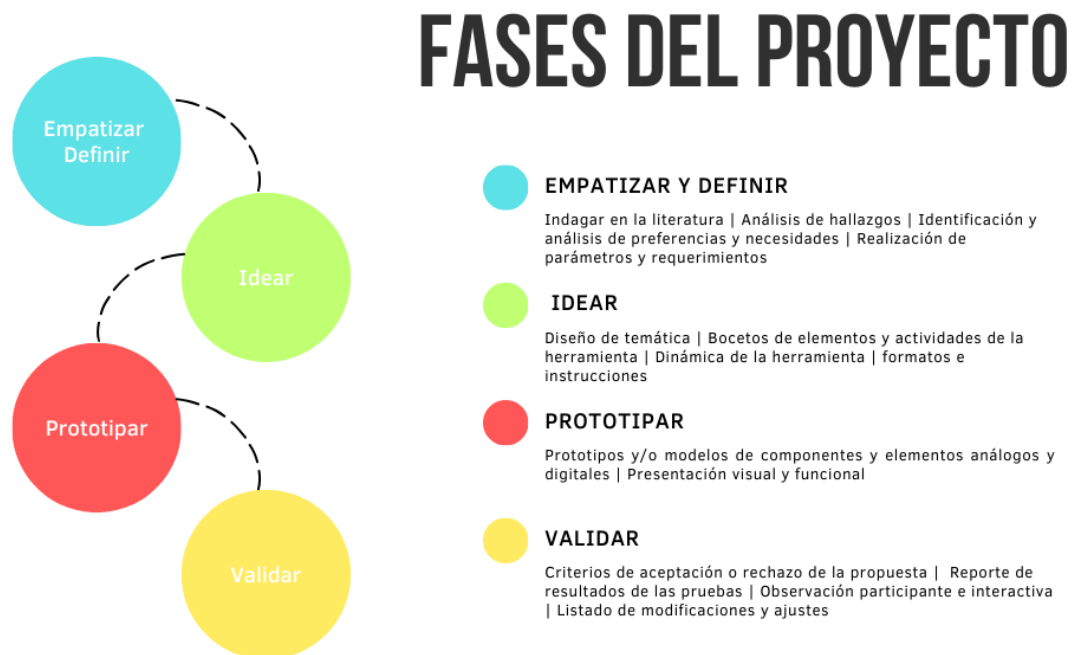 FASES DEL PROYECTO
Empatizar
Definir
Idear
Prototipar
Validar
EMPATIZAR Y DEFINIR
Indagar en la literatura | Análisis de hallazgos | Identificación y
análisis de preferencias y necesidades | Realización de
parámetros y requerimientos
IDEAR
Diseño de temática | Bocetos de elementos y actividades de la
herramienta | Dinámica de la herramienta | formatos e
instrucciones
PROTOTIPAR
Prototipos y/o modelos de componentes y elementos análogos y
digitales | Presentación visual y funcional
VALIDAR
Criterios de aceptación o rechazo de la propuesta | Reporte de
resultados de las pruebas | Observación participante e interactiva
| Listado de modificaciones y ajustes